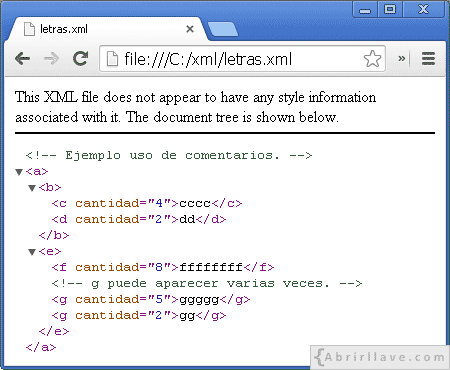 letras.xml
file:///C:/xml/letras.xml
This XML file does not appear to have any style information
associated with it. The document tree is shown below.
<!-- Ejemplo uso de comentarios. -->
▼<a>
▼<b>
<c cantidad="4">cccc</c>
<d cantidad="2">dd</d>
</b>
▼<e>
<f cantidad="8">ffffffff</f>
<!-- g puede aparecer varias veces. -->
<g cantidad="5">ggggg</g>
<g cantidad="2">gg</g>
</e>
</a>
{Abrirllave.com